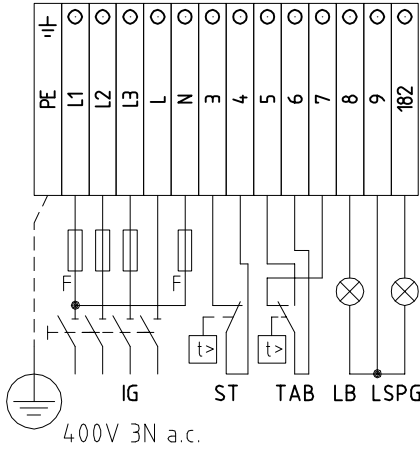 PE L1 L2 L3 L N 3 4 5 6 7 8 9 182
F F
t> t>
IG ST TAB LB LSPG
400V 3N a.c.